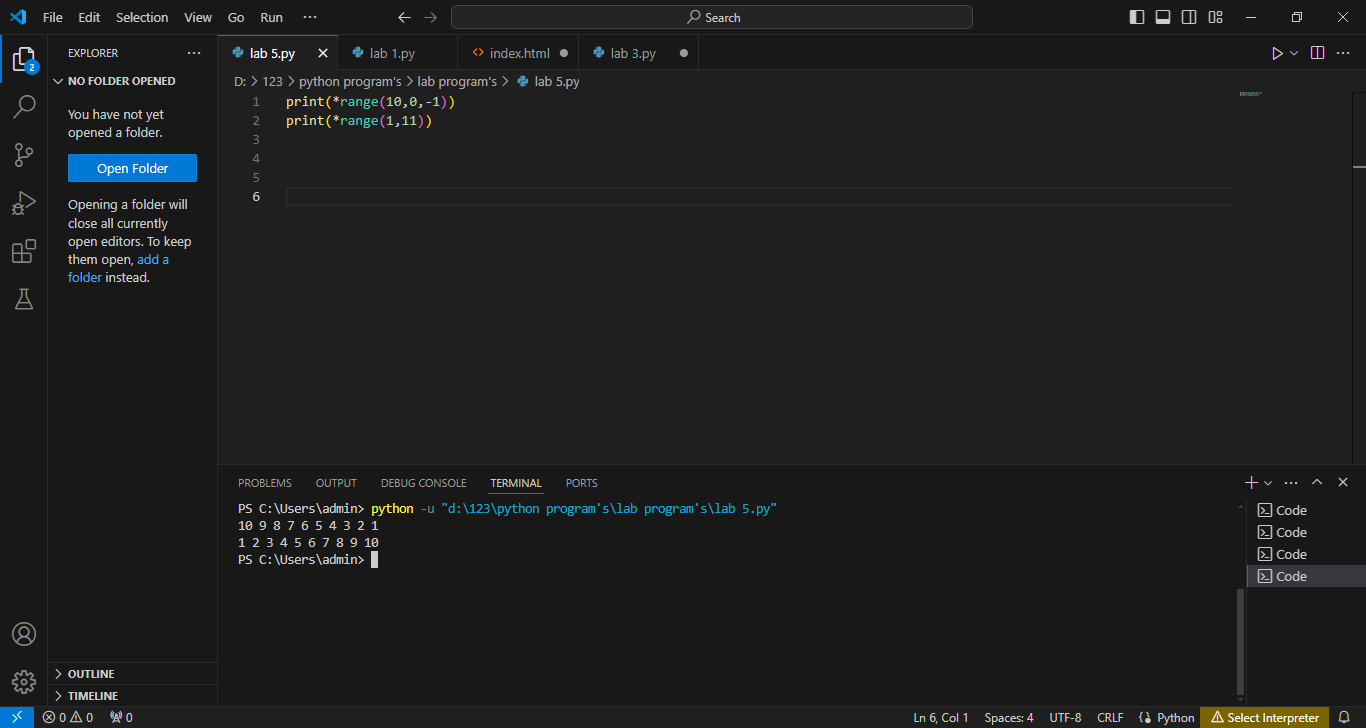 File Edit Selection View Go Run ··· Search
EXPLORER ···
NO FOLDER OPENED
You have not yet
opened a folder.
Open Folder
Opening a folder will
close all currently
open editors. To keep
them open, add a
folder instead.
OUTLINE
TIMELINE
lab 5.py lab 1.py index.html lab 3.py
D: > 123 > python program's > lab program's > lab 5.py
1 print(*range(10,0,-1))
2 print(*range(1,11))
3
4
5
6
PROBLEMS OUTPUT DEBUG CONSOLE TERMINAL PORTS
PS C:\Users\admin> python -u "d:\123\python program's\lab program's\lab 5.py"
10 9 8 7 6 5 4 3 2 1
1 2 3 4 5 6 7 8 9 10
PS C:\Users\admin>
Code
Code
Code
Code
2
0 0 0 Ln 6, Col 1 Spaces: 4 UTF-8 CRLF Python Select Interpreter